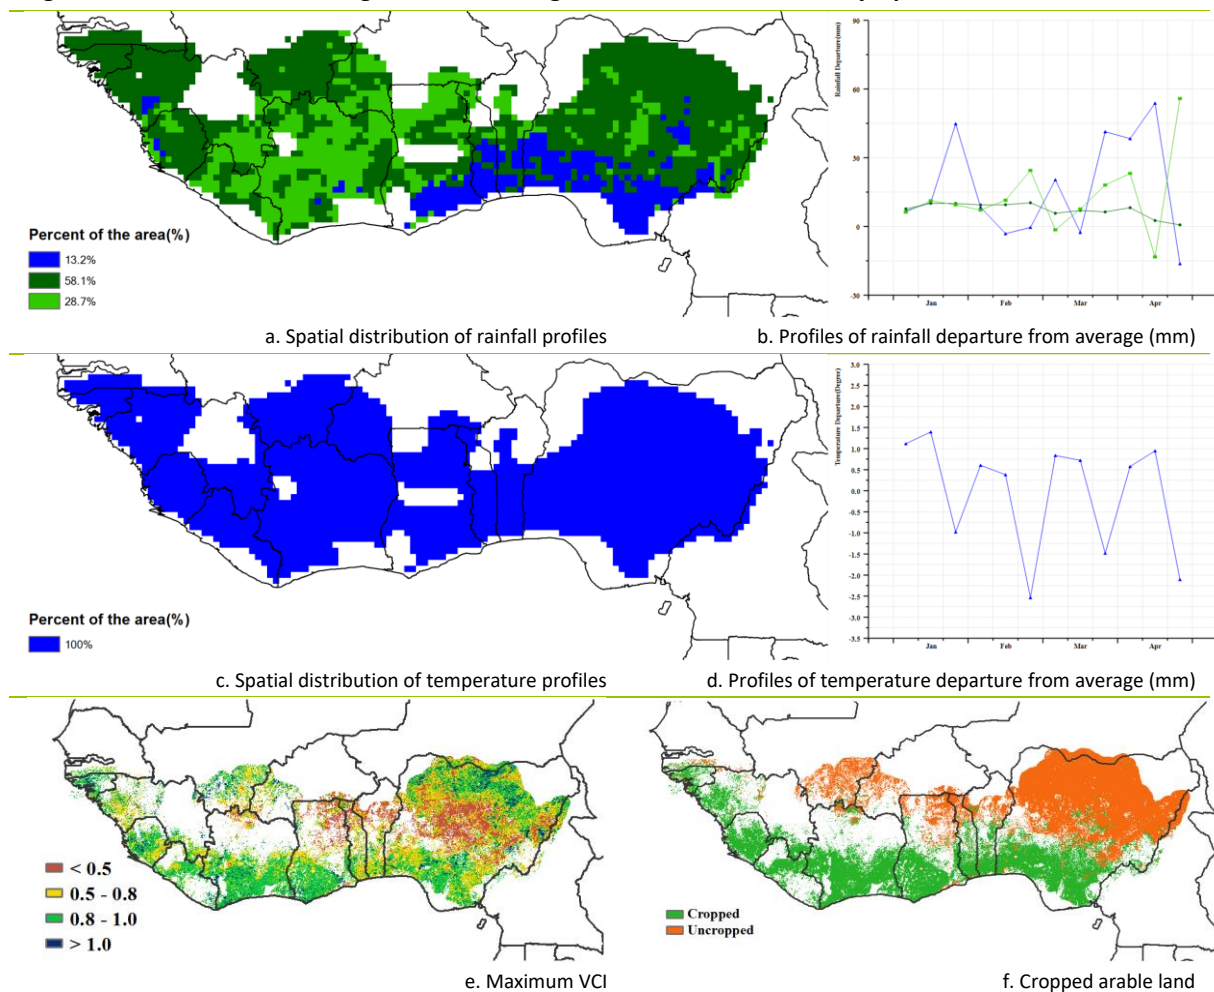 Percent of the area(%)
13.2%
58.1%
28.7%
Rainfall Departure(mm)
90
60
30
0
-30
Jan
Feb
Mar
Apr
a. Spatial distribution of rainfall profiles
b. Profiles of rainfall departure from average (mm)
Percent of the area(%)
100%
Temperature Departure(Degree)
3.0
2.5
2.0
1.5
1.0
0.5
0.0
-0.5
-1.0
-1.5
-2.0
-2.5
-3.0
-3.5
Jan
Feb
Mar
Apr
c. Spatial distribution of temperature profiles
d. Profiles of temperature departure from average (mm)
< 0.5
0.5 - 0.8
0.8 - 1.0
> 1.0
Cropped
Uncropped
e. Maximum VCI
f. Cropped arable land